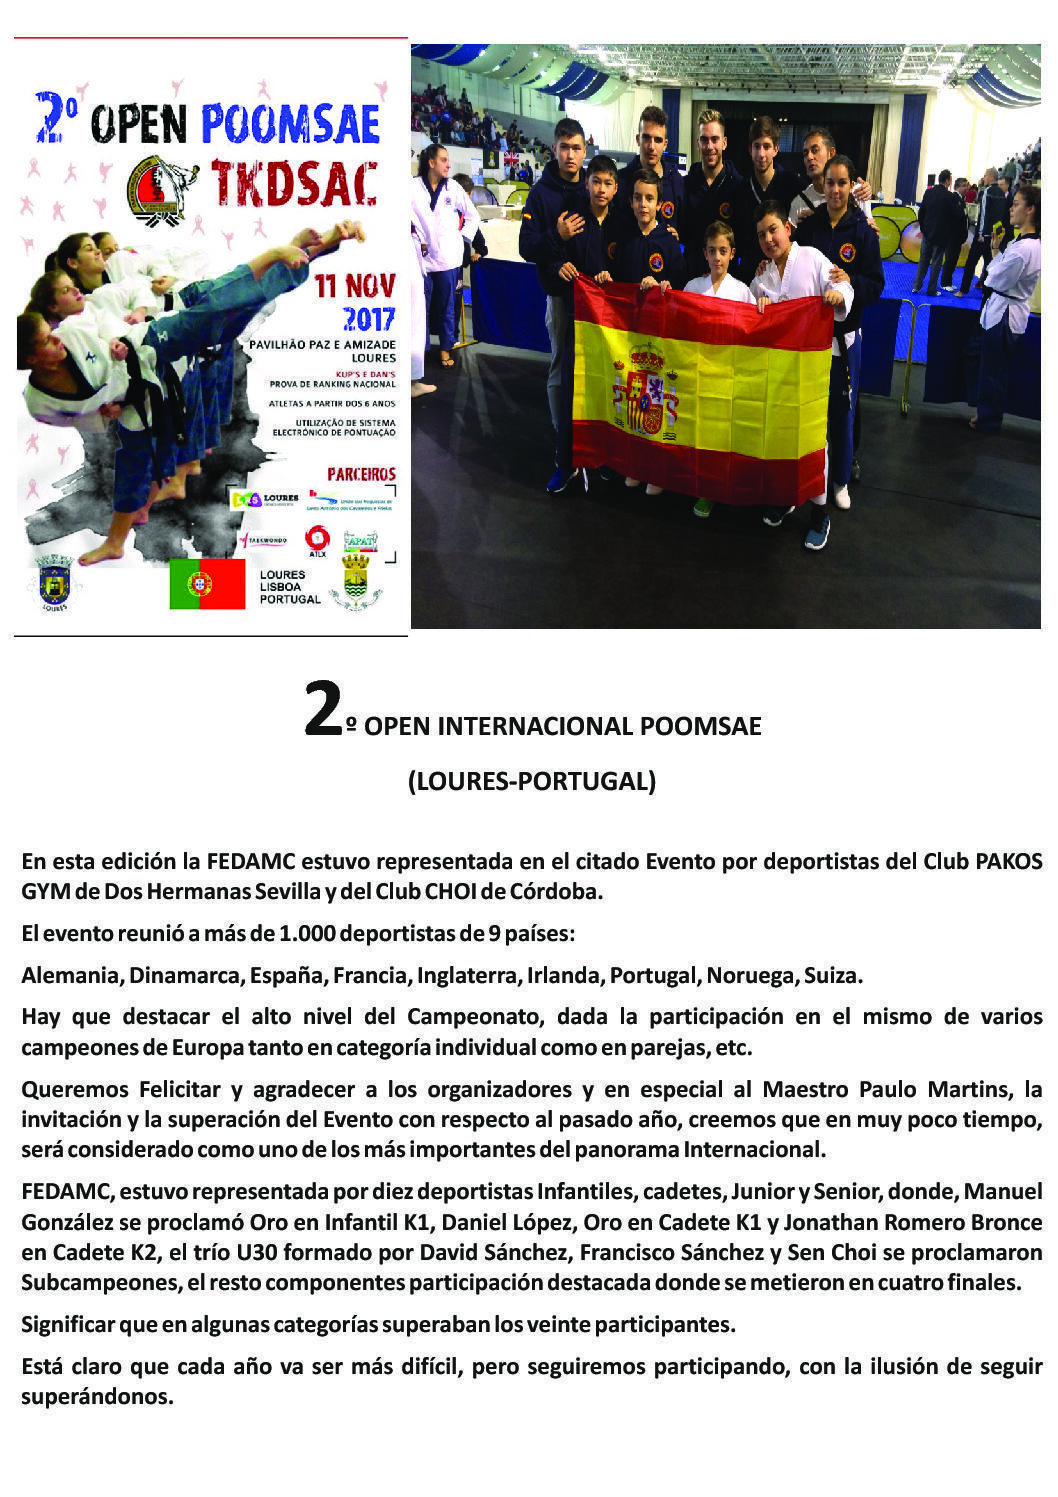 2º OPEN POOMSAE
TKDSAC
11 NOV
2017
PAVILHÃO PAZ E AMIZADE
LOURES
KUP'S E DAN'S
PROVA DE RANKING NACIONAL
ATLETAS A PARTIR DOS 6 ANOS
UTILIZAÇÃO DE SISTEMA
ELECTRÓNICO DE PONTUAÇÃO
PARCEIROS
LOURES
União das Freguesias de
Santo António dos Cavaleiros e Frielas
TAEKWONDO
ATLX
APAT
LOURES
LOURES
LISBOA
PORTUGAL
2º OPEN INTERNACIONAL POOMSAE
(LOURES-PORTUGAL)
En esta edición la FEDAMC estuvo representada en el citado Evento por deportistas del Club PAKOS
GYM de Dos Hermanas Sevilla y del Club CHOI de Córdoba.
El evento reunió a más de 1.000 deportistas de 9 países:
Alemania, Dinamarca, España, Francia, Inglaterra, Irlanda, Portugal, Noruega, Suiza.
Hay que destacar el alto nivel del Campeonato, dada la participación en el mismo de varios
campeones de Europa tanto en categoría individual como en parejas, etc.
Queremos Felicitar y agradecer a los organizadores y en especial al Maestro Paulo Martins, la
invitación y la superación del Evento con respecto al pasado año, creemos que en muy poco tiempo,
será considerado como uno de los más importantes del panorama Internacional.
FEDAMC, estuvo representada por diez deportistas Infantiles, cadetes, Junior y Senior, donde, Manuel
González se proclamó Oro en Infantil K1, Daniel López, Oro en Cadete K1 y Jonathan Romero Bronce
en Cadete K2, el trío U30 formado por David Sánchez, Francisco Sánchez y Sen Choi se proclamaron
Subcampeones, el resto componentes participación destacada donde se metieron en cuatro finales.
Significar que en algunas categorías superaban los veinte participantes.
Está claro que cada año va ser más difícil, pero seguiremos participando, con la ilusión de seguir
superándonos.